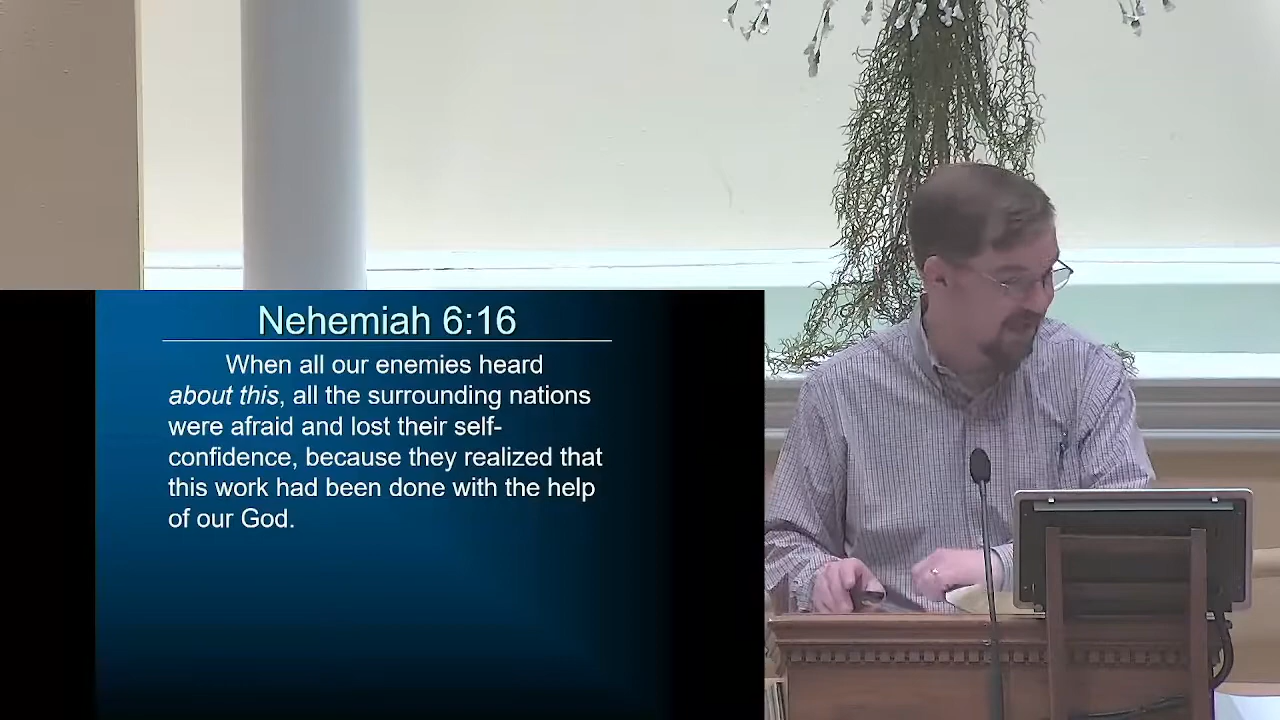 Nehemiah 6:16
When all our enemies heard
about this, all the surrounding nations
were afraid and lost their self-
confidence, because they realized that
this work had been done with the help
of our God.